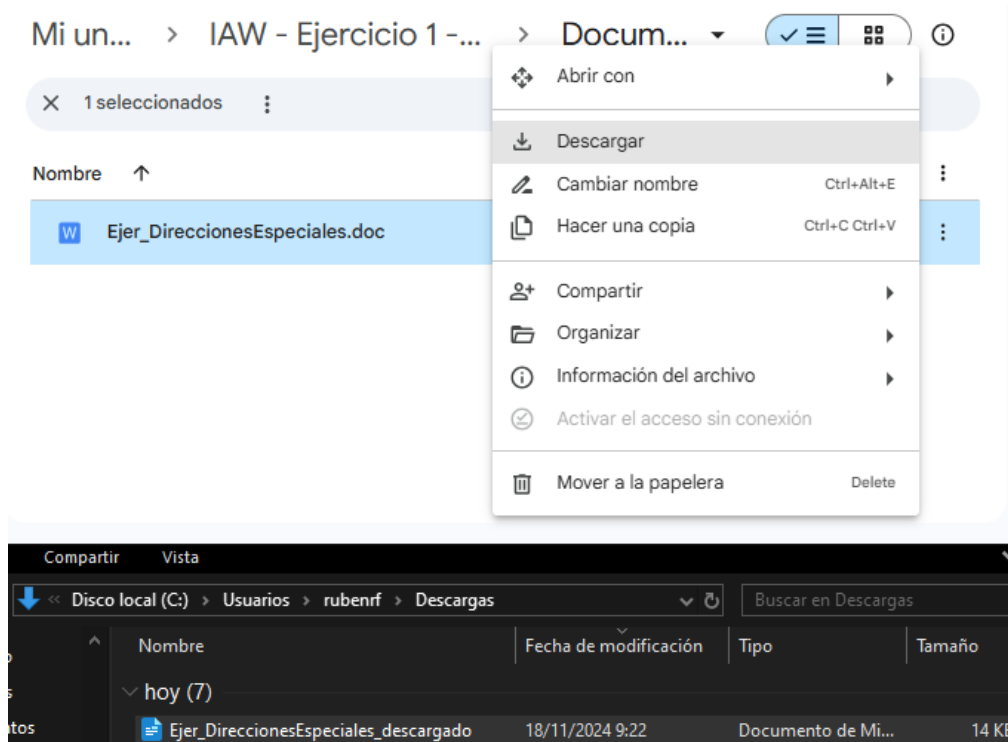 Mi un... > IAW - Ejercicio 1 -... > Docum...
1 seleccionados
Abrir con
Descargar
Nombre
Cambiar nombre Ctrl+Alt+E
Ejer_DireccionesEspeciales.doc
Hacer una copia Ctrl+C Ctrl+V
Compartir
Organizar
Información del archivo
Activar el acceso sin conexión
Mover a la papelera Delete
Compartir Vista
« Disco local (C:) > Usuarios > rubenrf > Descargas Buscar en Descargas
Nombre Fecha de modificación Tipo Tamaño
hoy (7)
Ejer_DireccionesEspeciales_descargado 18/11/2024 9:22 Documento de Mi... 14 KB